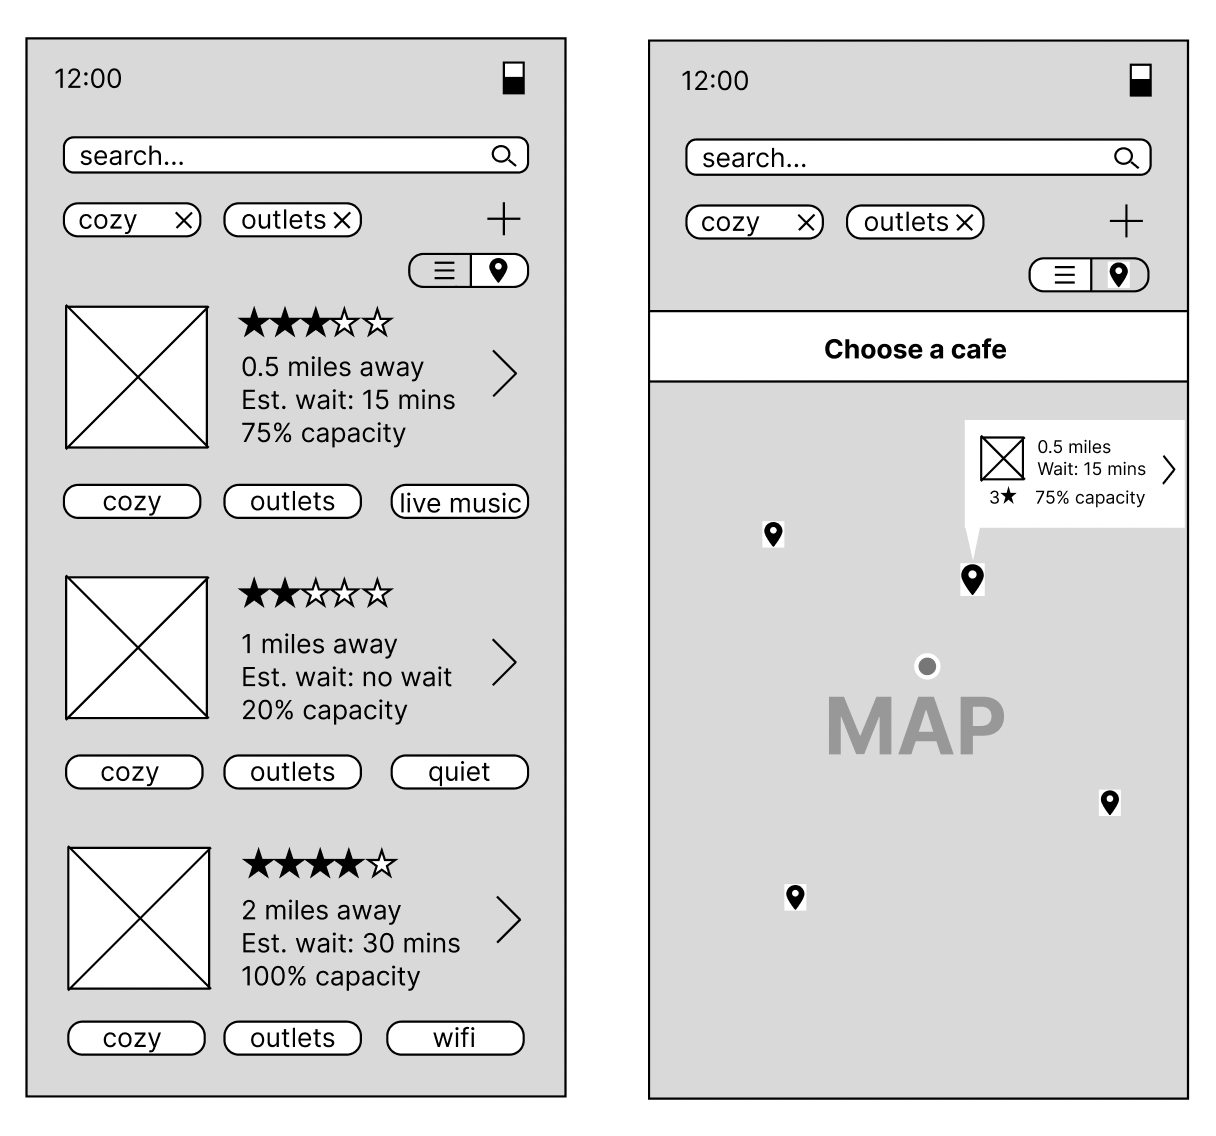 12:00
search...
cozy outlets
0.5 miles away
Est. wait: 15 mins
75% capacity
cozy outlets live music
1 miles away
Est. wait: no wait
20% capacity
cozy outlets quiet
2 miles away
Est. wait: 30 mins
100% capacity
cozy outlets wifi
12:00
search...
cozy outlets
Choose a cafe
0.5 miles
Wait: 15 mins
3★ 75% capacity
MAP